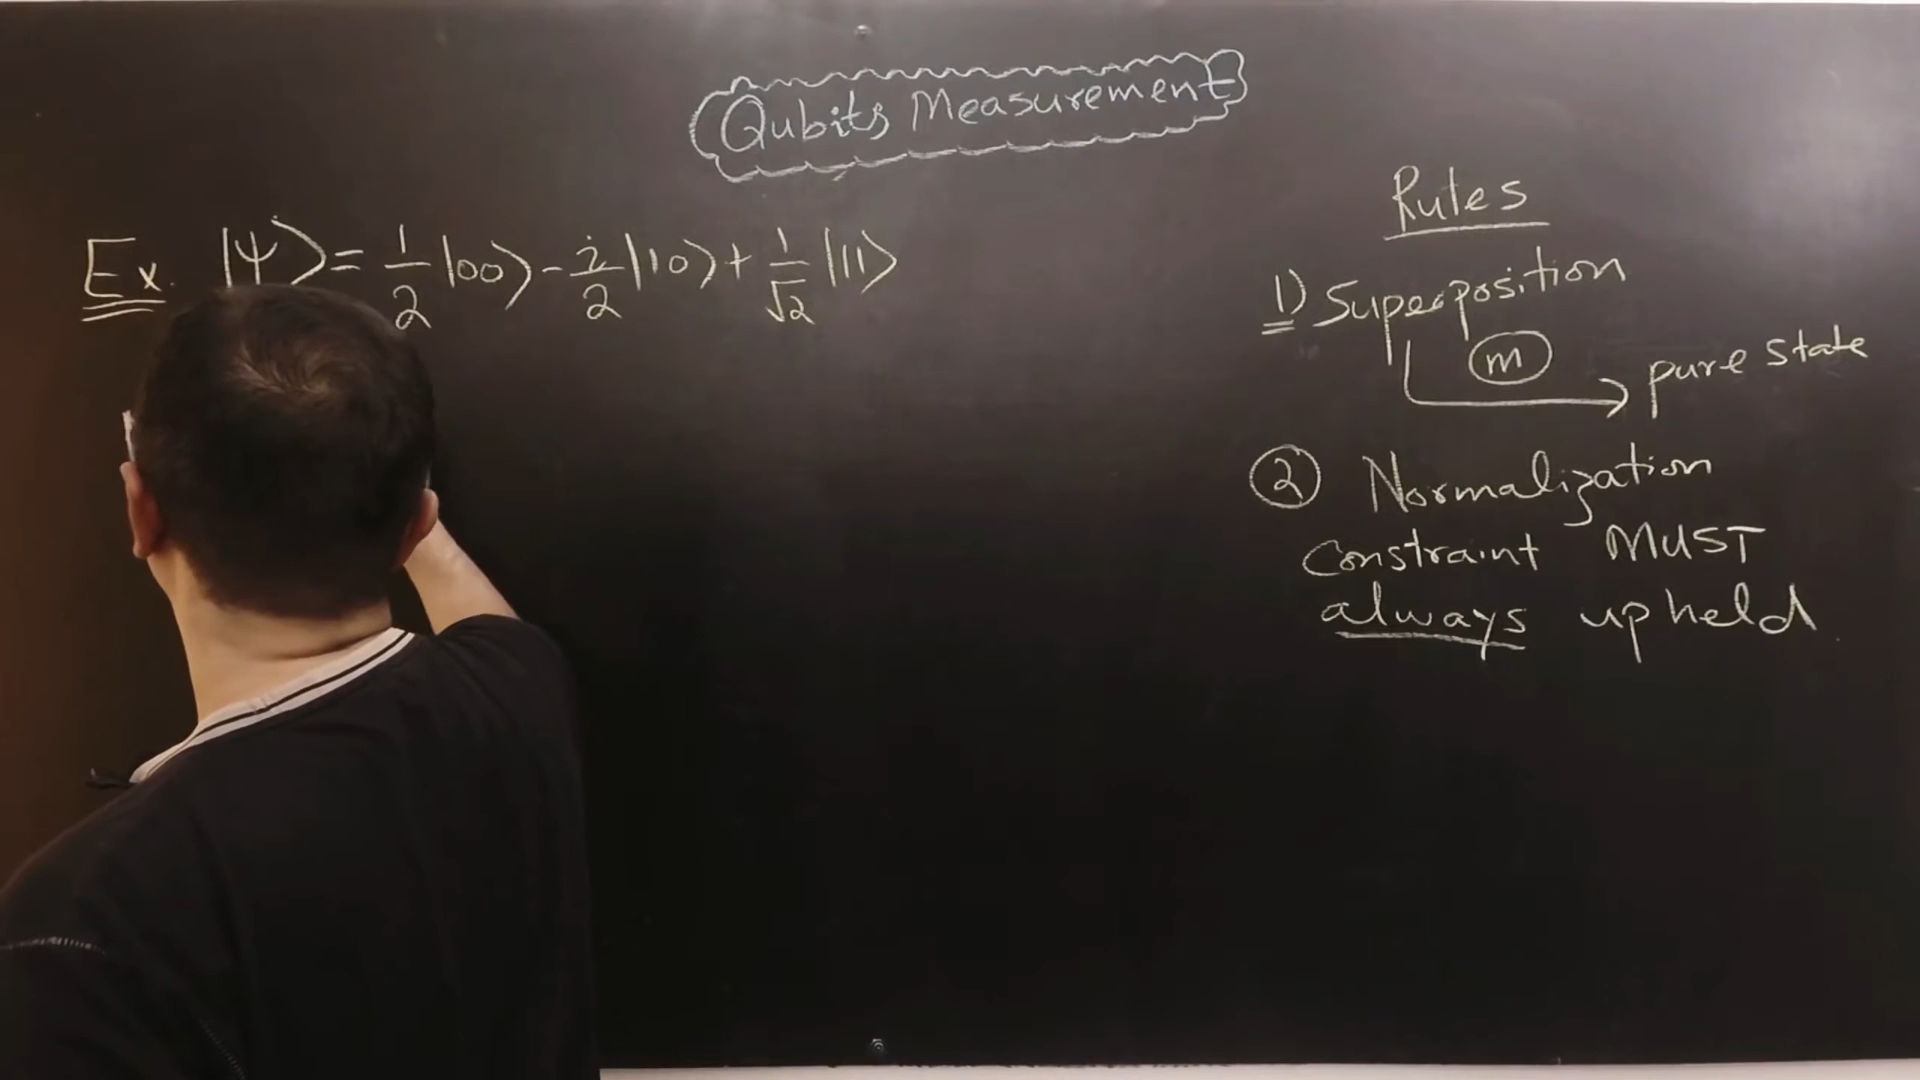 Qubits Measurement
Ex. |ψ⟩ = 1/2 |00⟩ - i/2 |10⟩ + 1/√2 |11⟩
Rules
1) Superposition
m
pure state
2 Normalization
Constraint MUST
always upheld